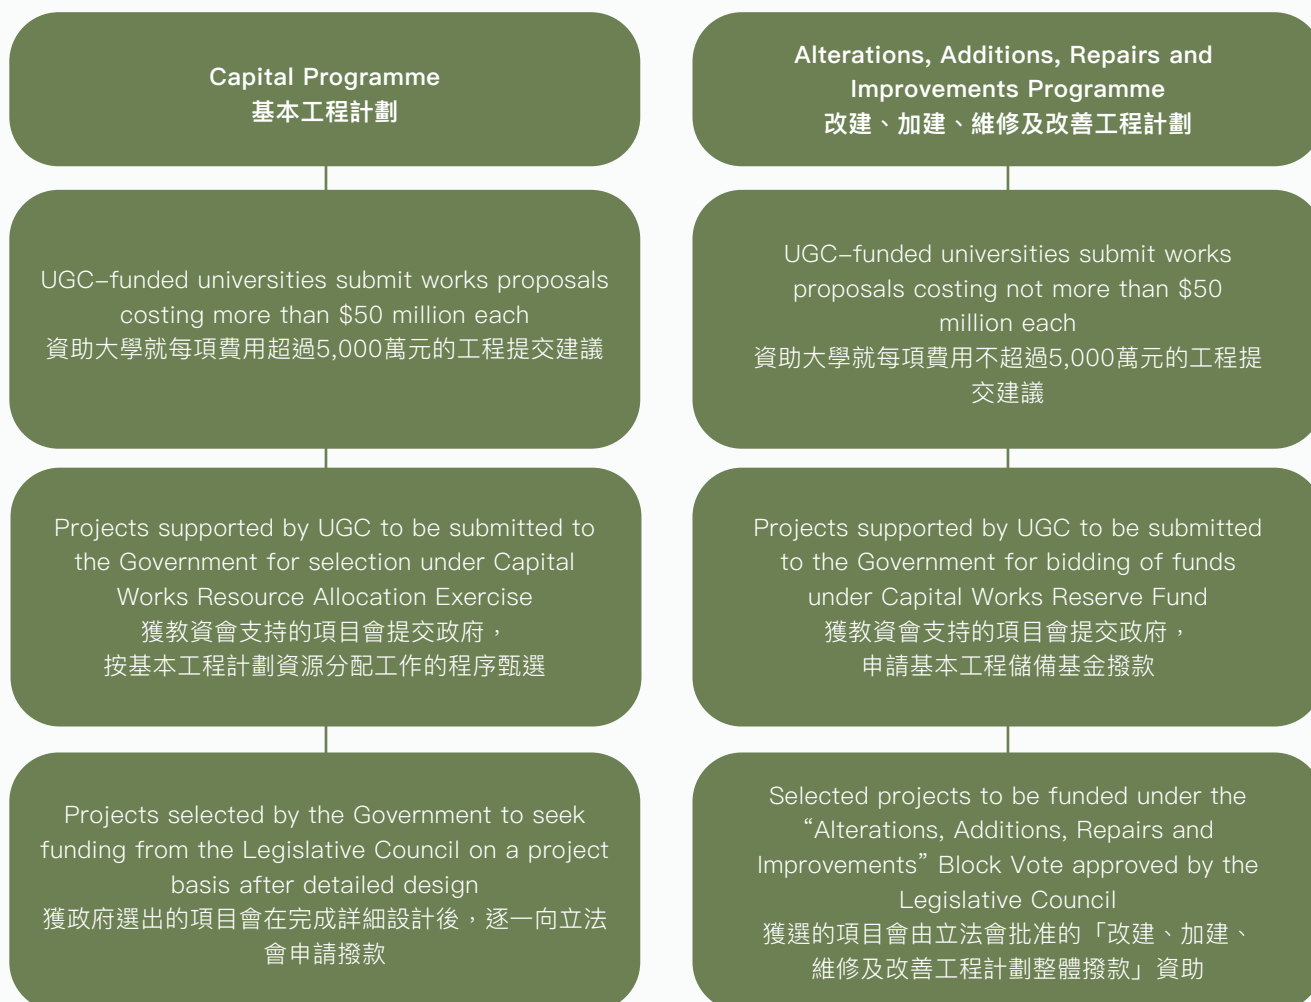 Capital Programme
基本工程計劃
UGC–funded universities submit works proposals
costing more than $50 million each
資助大學就每項費用超過5,000萬元的工程提交建議
Projects supported by UGC to be submitted to
the Government for selection under Capital
Works Resource Allocation Exercise
獲教資會支持的項目會提交政府，
按基本工程計劃資源分配工作的程序甄選
Projects selected by the Government to seek
funding from the Legislative Council on a project
basis after detailed design
獲政府選出的項目會在完成詳細設計後，逐一向立法
會申請撥款
Alterations, Additions, Repairs and
Improvements Programme
改建、加建、維修及改善工程計劃
UGC–funded universities submit works
proposals costing not more than $50
million each
資助大學就每項費用不超過5,000萬元的工程提
交建議
Projects supported by UGC to be submitted
to the Government for bidding of funds
under Capital Works Reserve Fund
獲教資會支持的項目會提交政府，
申請基本工程儲備基金撥款
Selected projects to be funded under the
“Alterations, Additions, Repairs and
Improvements” Block Vote approved by the
Legislative Council
獲選的項目會由立法會批准的「改建、加建、
維修及改善工程計劃整體撥款」資助